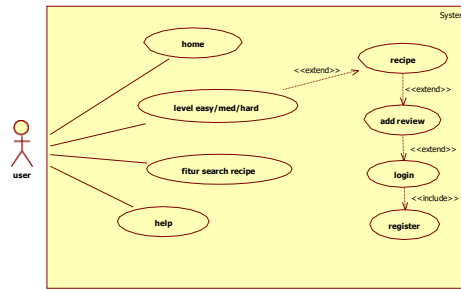 System
home
recipe
<<extend>>
level easy/med/hard
<<extend>>
add review
<<extend>>
fitur search recipe
login
user
<<include>>
help
register